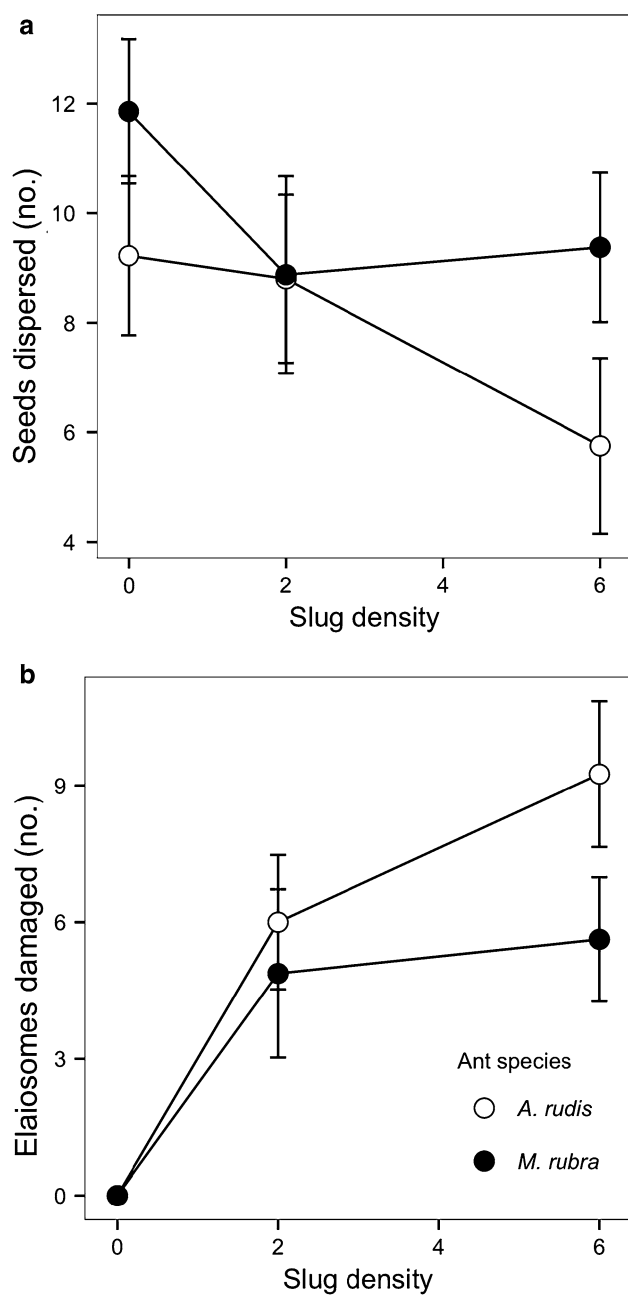 a
Seeds dispersed (no.)
12
10
8
6
4
0 2 4 6
Slug density
b
Elaiosomes damaged (no.)
9
6
3
0
Ant species
A. rudis
M. rubra
0 2 4 6
Slug density